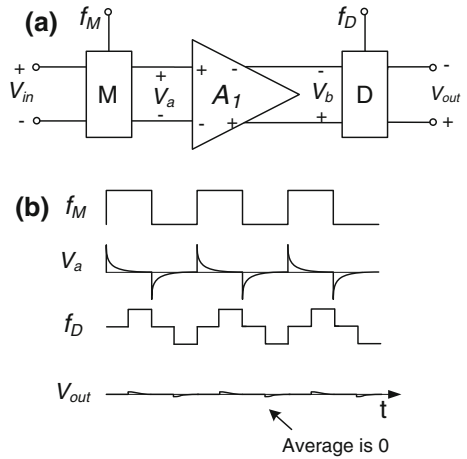 (a)
f_M
f_D
+
-
V_in
M
+
-
V_a
+
-
A_1
-
+
-
+
V_b
D
-
+
V_out
(b)
f_M
V_a
f_D
V_out
t
Average is 0